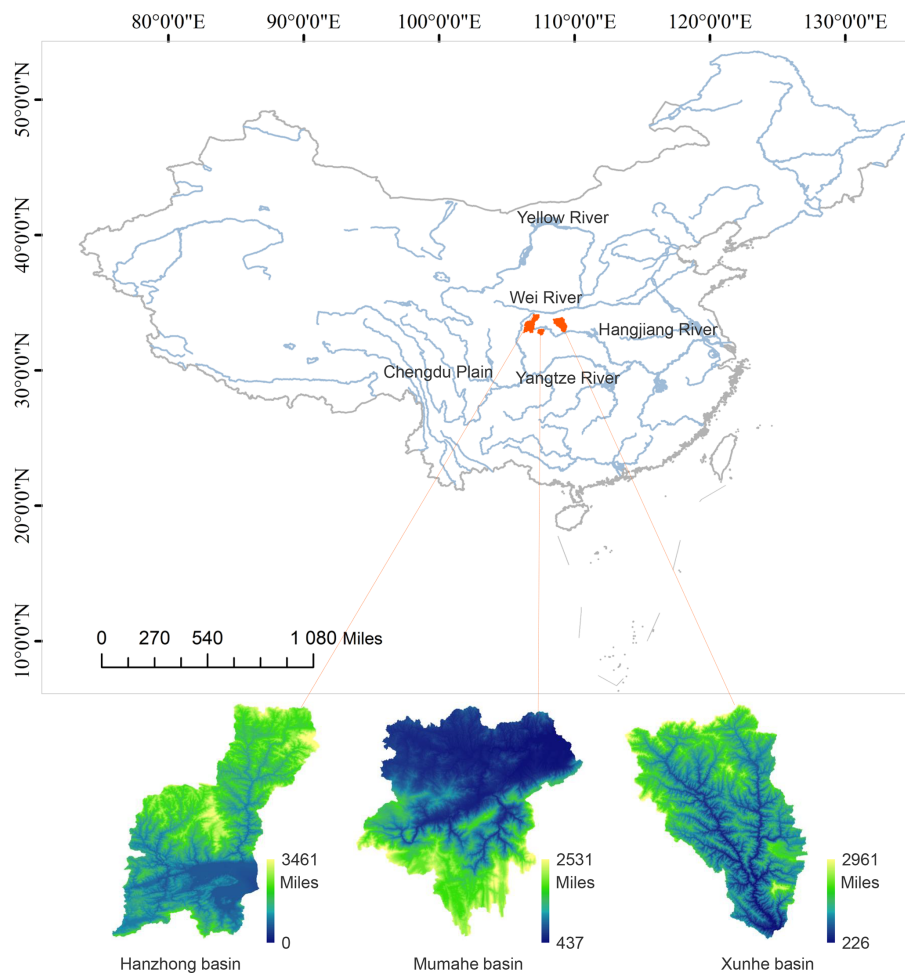 80°0'0"E 90°0'0"E 100°0'0"E 110°0'0"E 120°0'0"E 130°0'0"E
50°0'0"N
40°0'0"N
30°0'0"N
20°0'0"N
10°0'0"N
Yellow River
Wei River
Hangjiang River
Chengdu Plain
Yangtze River
0 270 540 1 080 Miles
3461
Miles
0
2531
Miles
437
2961
Miles
226
Hanzhong basin
Mumahe basin
Xunhe basin